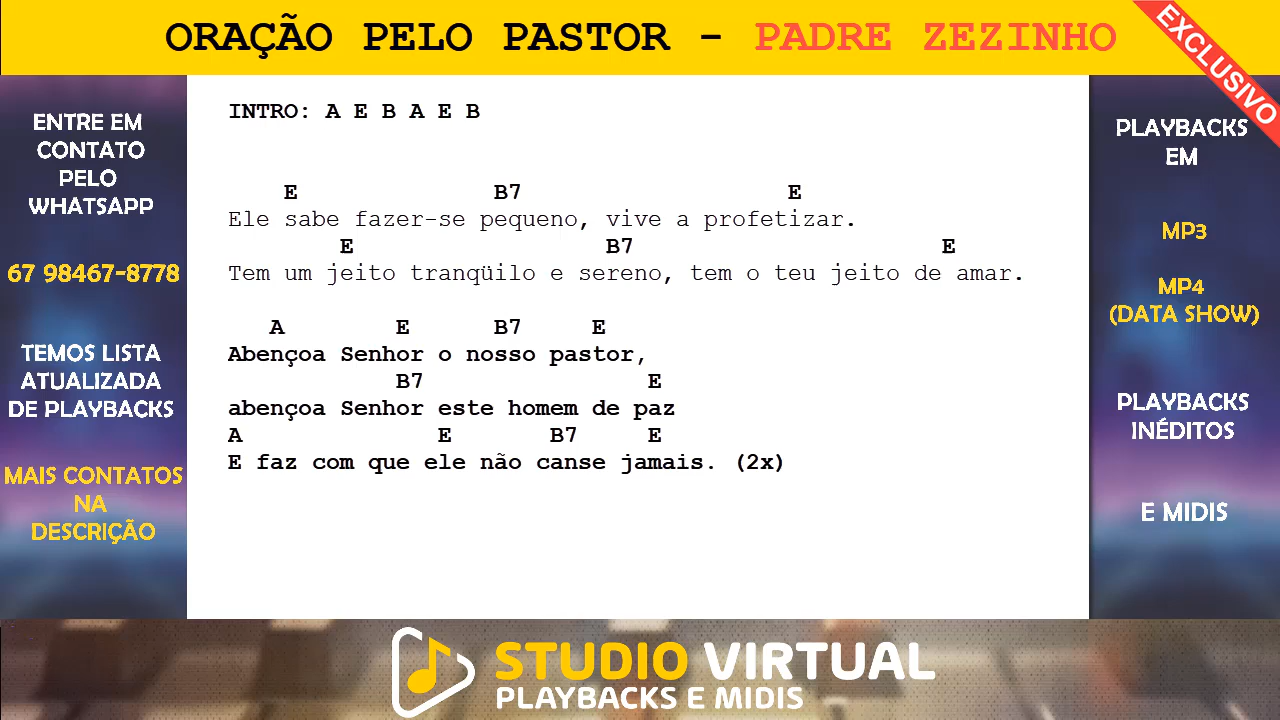 ORAÇÃO PELO PASTOR - PADRE ZEZINHO
EXCLUSIVO
ENTRE EM
CONTATO
PELO
WHATSAPP
67 98467-8778
TEMOS LISTA
ATUALIZADA
DE PLAYBACKS
MAIS CONTATOS
NA
DESCRIÇÃO
INTRO: A E B A E B
E B7 E
Ele sabe fazer-se pequeno, vive a profetizar.
E B7 E
Tem um jeito tranqüilo e sereno, tem o teu jeito de amar.
A E B7 E
Abençoa Senhor o nosso pastor,
B7 E
abençoa Senhor este homem de paz
A E B7 E
E faz com que ele não canse jamais. (2x)
PLAYBACKS
EM
MP3
MP4
(DATA SHOW)
PLAYBACKS
INÉDITOS
E MIDIS
STUDIO VIRTUAL
PLAYBACKS E MIDIS